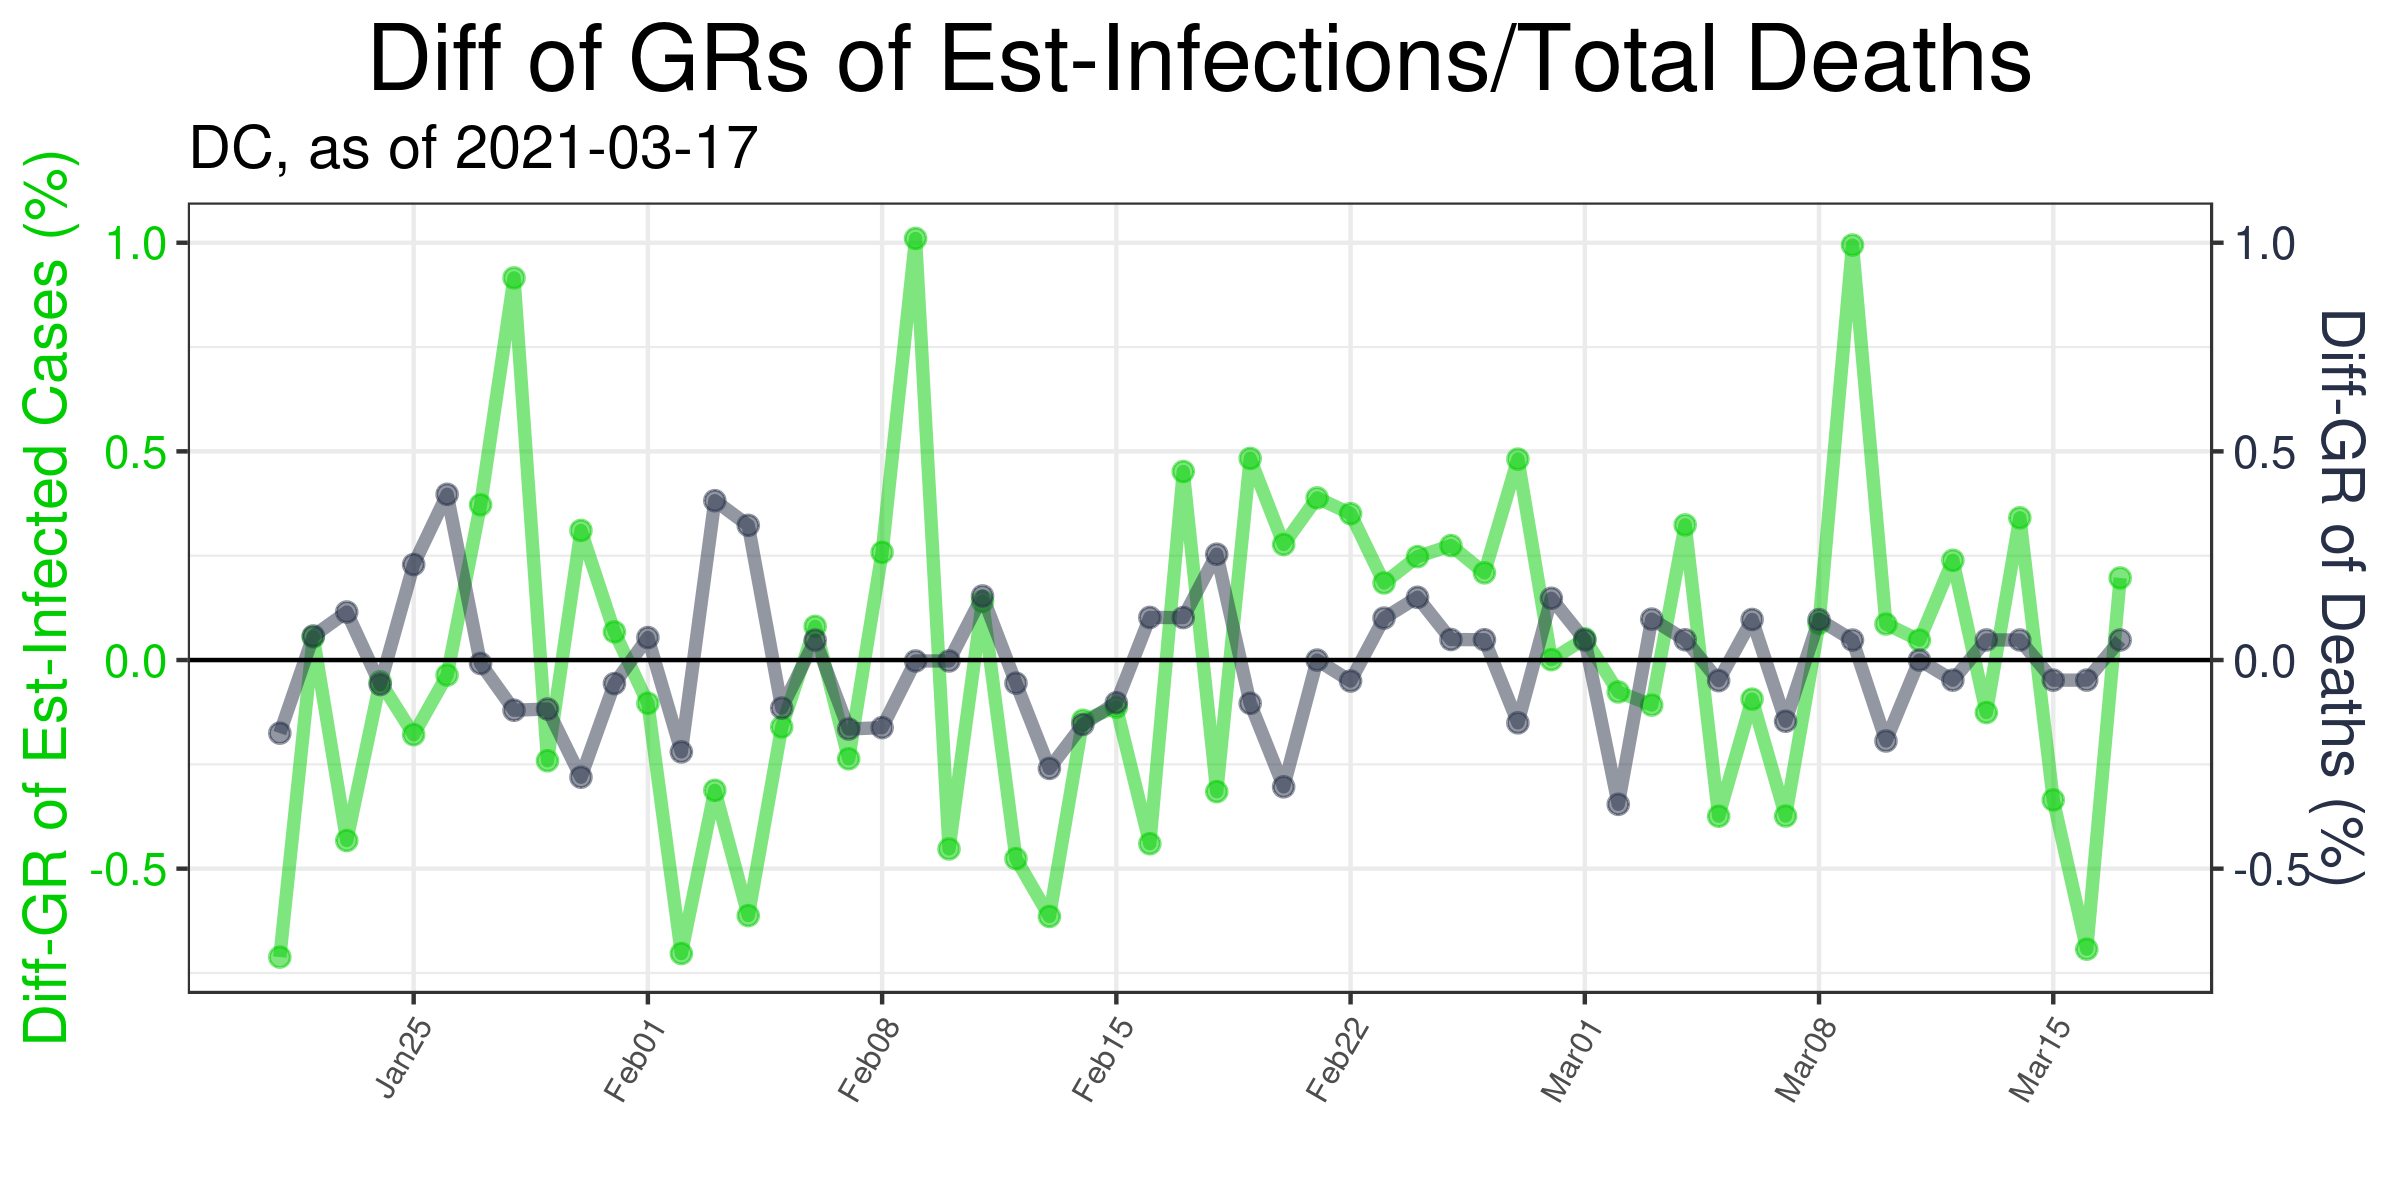 Diff of GRs of Est-Infections/Total Deaths
DC, as of 2021-03-17
Diff-GR of Est-Infected Cases (%)
1.0
0.5
0.0
-0.5
1.0
0.5
0.0
-0.5
Diff-GR of Deaths (%)
Jan25
Feb01
Feb08
Feb15
Feb22
Mar01
Mar08
Mar15